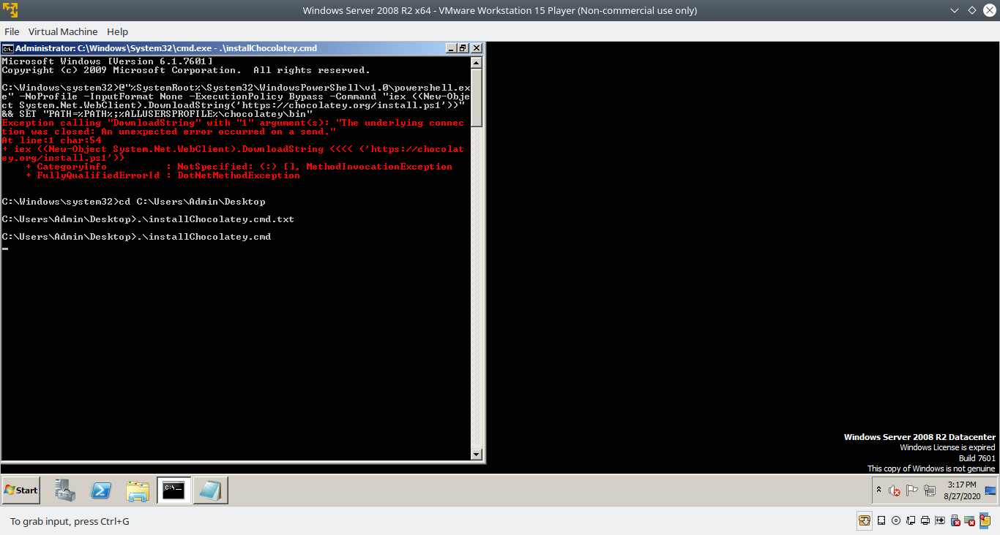 Windows Server 2008 R2 x64 - VMware Workstation 15 Player (Non-commercial use only)
File Virtual Machine Help
Administrator: C:\Windows\System32\cmd.exe - .\installChocolatey.cmd
Microsoft Windows [Version 6.1.7601]
Copyright (c) 2009 Microsoft Corporation.  All rights reserved.
C:\Windows\system32>@"%SystemRoot%\System32\WindowsPowerShell\v1.0\powershell.ex
e" -NoProfile -InputFormat None -ExecutionPolicy Bypass -Command "iex ((New-Obje
ct System.Net.WebClient).DownloadString('https://chocolatey.org/install.ps1'))"
&& SET "PATH=%PATH%;%ALLUSERSPROFILE%\chocolatey\bin"
Exception calling "DownloadString" with "1" argument(s): "The underlying connec
tion was closed: An unexpected error occurred on a send."
At line:1 char:54
+ iex ((New-Object System.Net.WebClient).DownloadString <<<< ('https://chocolat
ey.org/install.ps1'))
    + CategoryInfo          : NotSpecified: (:) [], MethodInvocationException
    + FullyQualifiedErrorId : DotNetMethodException
C:\Windows\system32>cd C:\Users\Admin\Desktop
C:\Users\Admin\Desktop>.\installChocolatey.cmd.txt
C:\Users\Admin\Desktop>.\installChocolatey.cmd
Windows Server 2008 R2 Datacenter
Windows License is expired
Build 7601
This copy of Windows is not genuine
Start
3:17 PM
8/27/2020
To grab input, press Ctrl+G